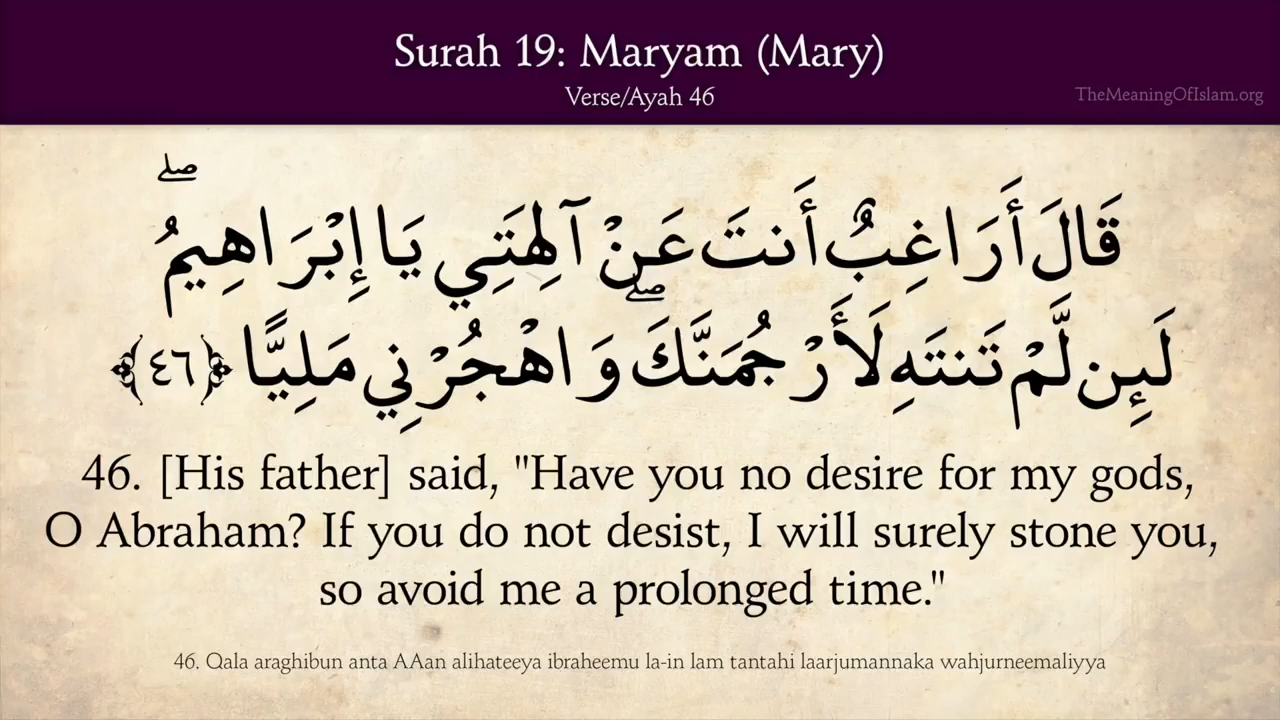 Surah 19: Maryam (Mary)
Verse/Ayah 46
TheMeaningOfIslam.org
قَالَ أَرَاغِبٌ أَنتَ عَنْ آلِهَتِي يَا إِبْرَاهِيمُ ۖ
لَئِن لَّمْ تَنتَهِ لَأَرْجُمَنَّكَ ۖ وَاهْجُرْنِي مَلِيًّا ﴿٤٦﴾
46. [His father] said, "Have you no desire for my gods,
O Abraham? If you do not desist, I will surely stone you,
so avoid me a prolonged time."
46. Qala araghibun anta AAan alihateeya ibraheemu la-in lam tantahi laarjumannaka wahjurneemaliyya